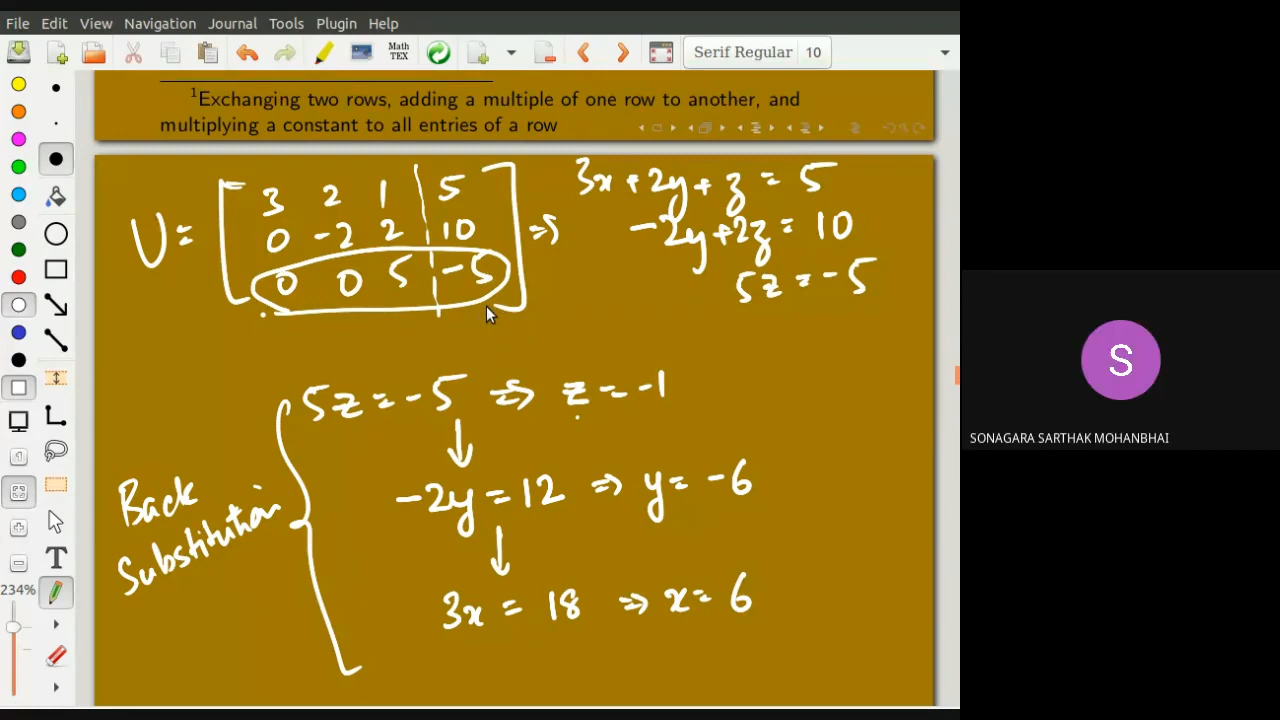 File Edit View Navigation Journal Tools Plugin Help
Math TEX Serif Regular 10
1Exchanging two rows, adding a multiple of one row to another, and
multiplying a constant to all entries of a row
3 2 1 | 5 3x + 2y + z = 5
U = 0 -2 2 | 10 ⇒ -2y + 2z = 10
0 0 5 | -5 5z = -5
5z = -5 ⇒ z = -1
↓
-2y = 12 ⇒ y = -6
Back
Substitution
↓
3x = 18 ⇒ x = 6
234%
S
SONAGARA SARTHAK MOHANBHAI